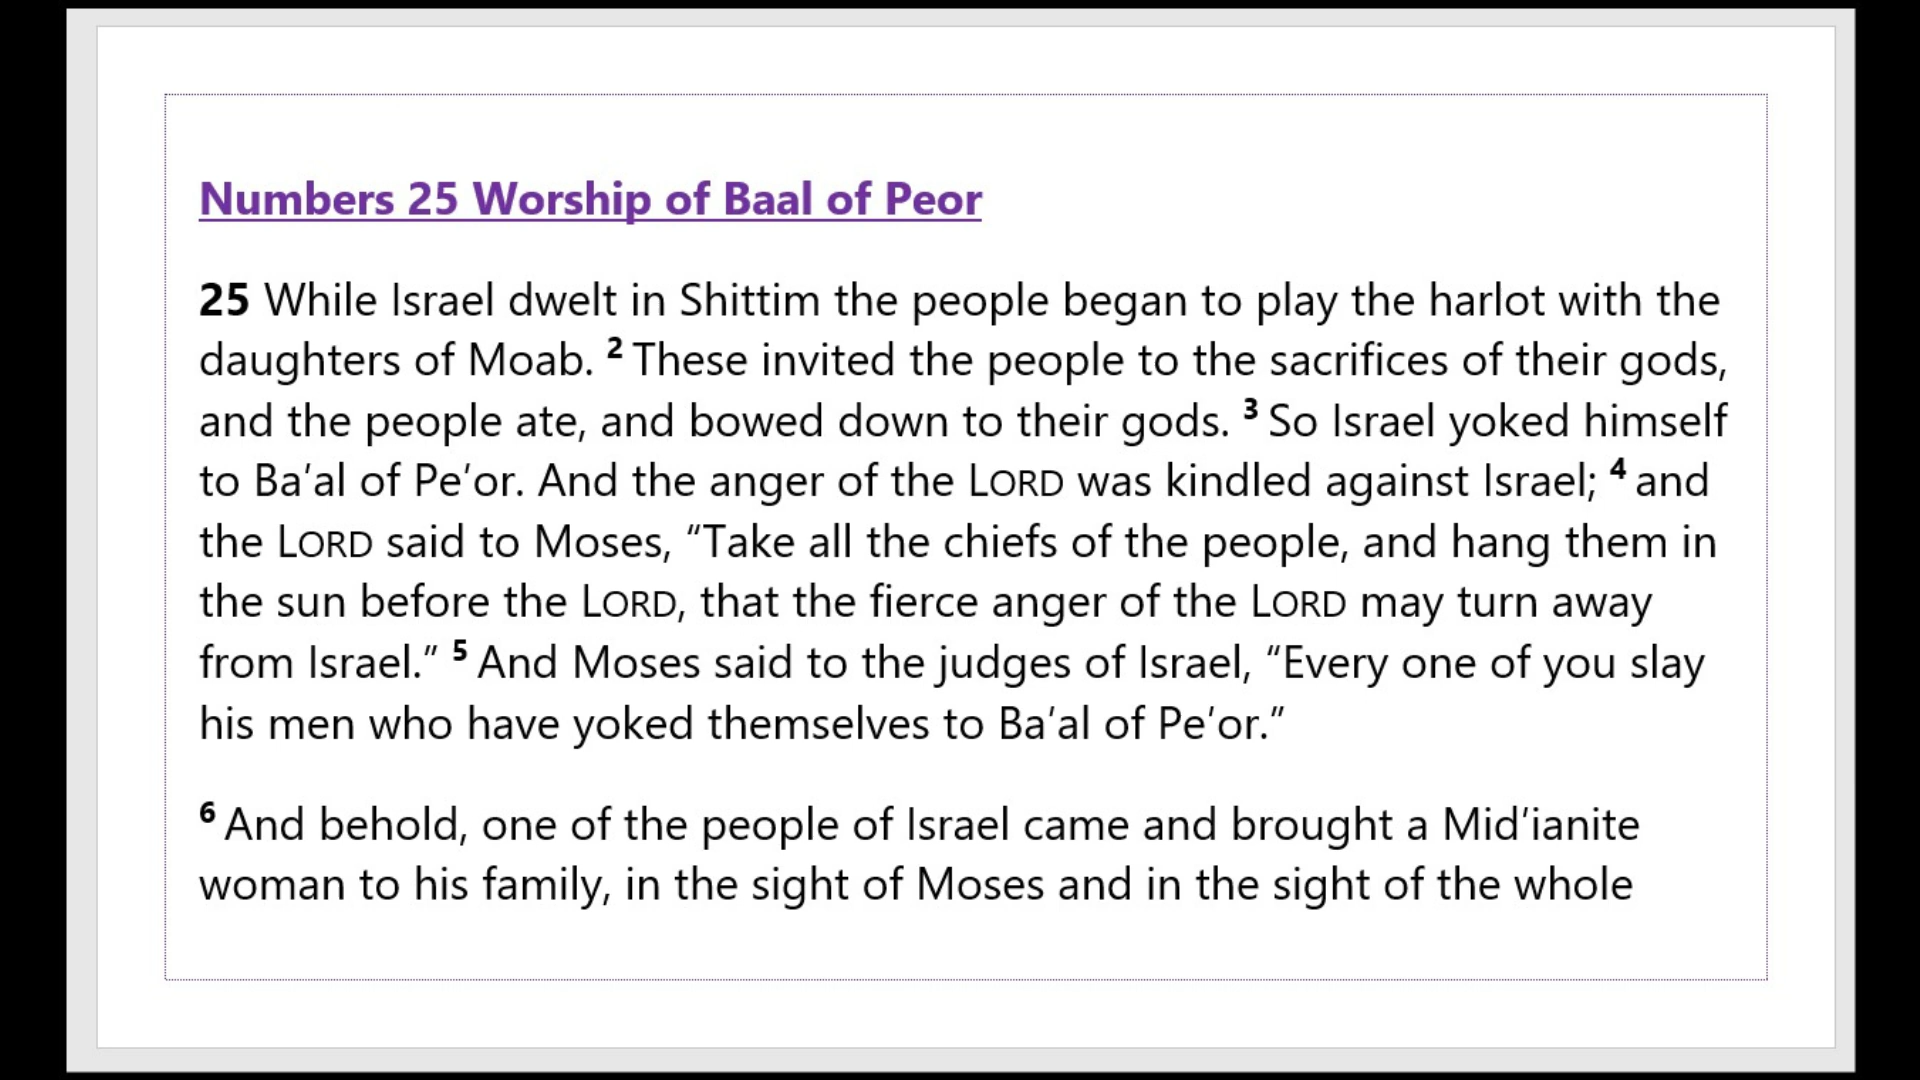 Numbers 25 Worship of Baal of Peor
25 While Israel dwelt in Shittim the people began to play the harlot with the
daughters of Moab. 2 These invited the people to the sacrifices of their gods,
and the people ate, and bowed down to their gods. 3 So Israel yoked himself
to Ba′al of Pe′or. And the anger of the LORD was kindled against Israel; 4 and
the LORD said to Moses, “Take all the chiefs of the people, and hang them in
the sun before the LORD, that the fierce anger of the LORD may turn away
from Israel.” 5 And Moses said to the judges of Israel, “Every one of you slay
his men who have yoked themselves to Ba′al of Pe′or.”
6 And behold, one of the people of Israel came and brought a Mid′ianite
woman to his family, in the sight of Moses and in the sight of the whole